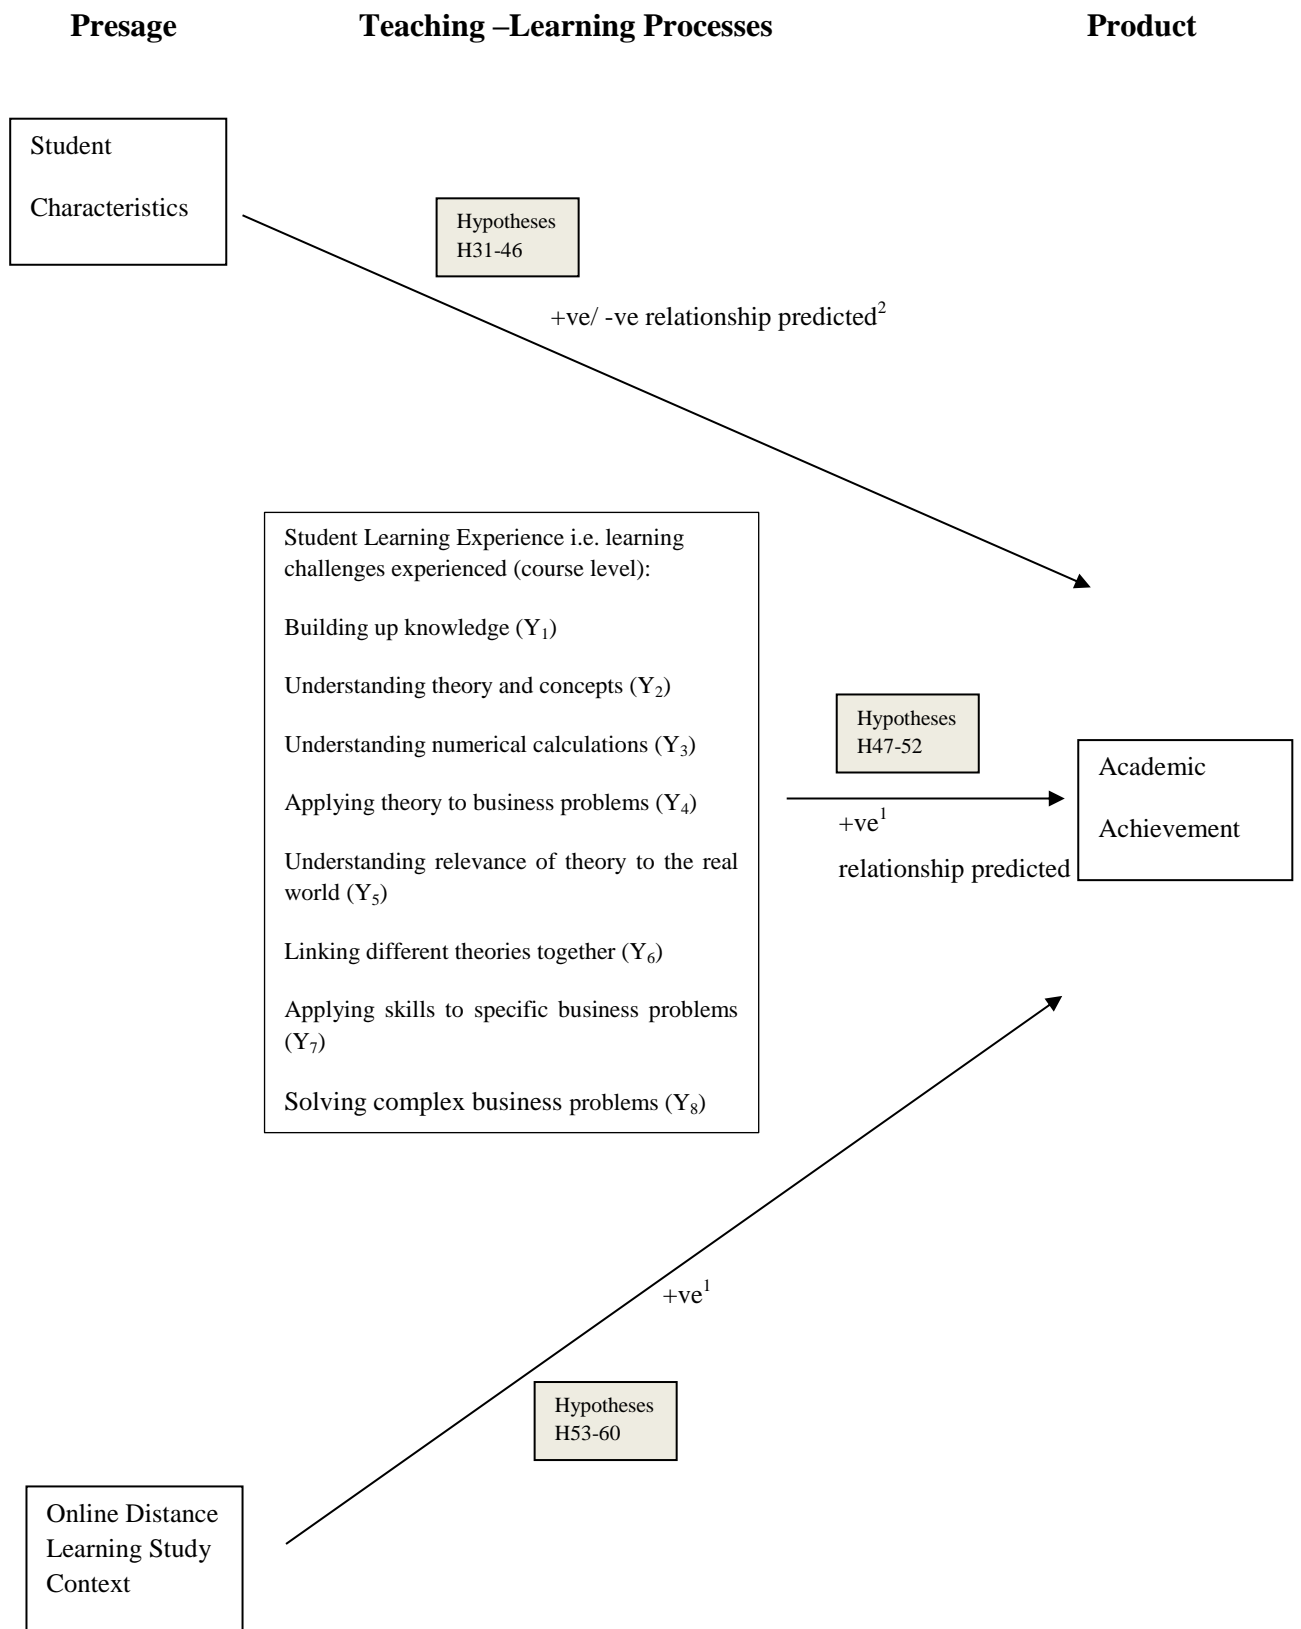 Presage Teaching –Learning Processes Product
Student
Characteristics
Hypotheses
H31-46
+ve/ -ve relationship predicted²
Student Learning Experience i.e. learning
challenges experienced (course level):
Building up knowledge (Y₁)
Understanding theory and concepts (Y₂)
Understanding numerical calculations (Y₃)
Applying theory to business problems (Y₄)
Understanding relevance of theory to the real
world (Y₅)
Linking different theories together (Y₆)
Applying skills to specific business problems
(Y₇)
Solving complex business problems (Y₈)
Hypotheses
H47-52
+ve¹
relationship predicted
Academic
Achievement
+ve¹
Hypotheses
H53-60
Online Distance
Learning Study
Context